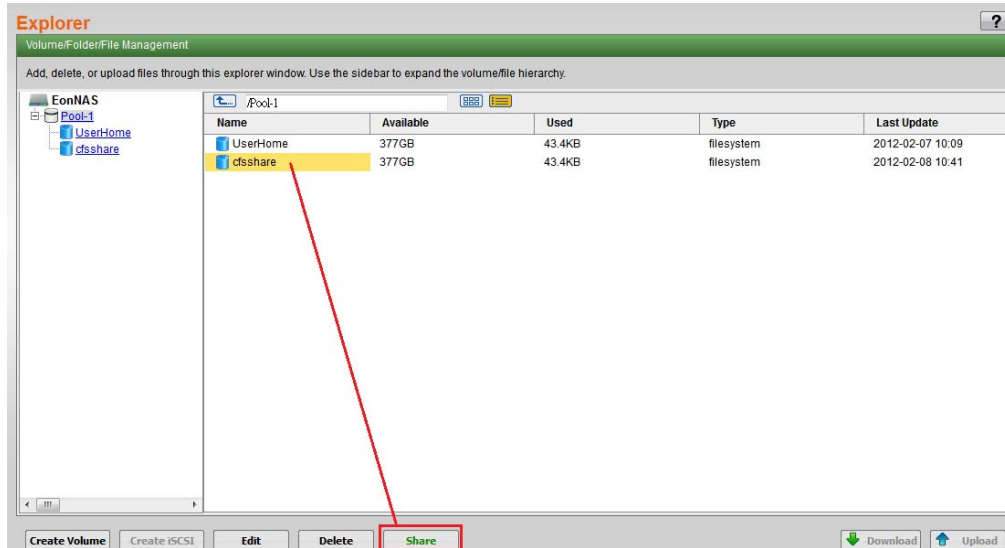 Explorer
?
Volume/Folder/File Management
Add, delete, or upload files through this explorer window. Use the sidebar to expand the volume/file hierarchy.
EonNAS
Pool-1
UserHome
cfsshare
/Pool-1
Name Available Used Type Last Update
UserHome 377GB 43.4KB filesystem 2012-02-07 10:09
cfsshare 377GB 43.4KB filesystem 2012-02-08 10:41
Create Volume Create iSCSI Edit Delete Share Download Upload